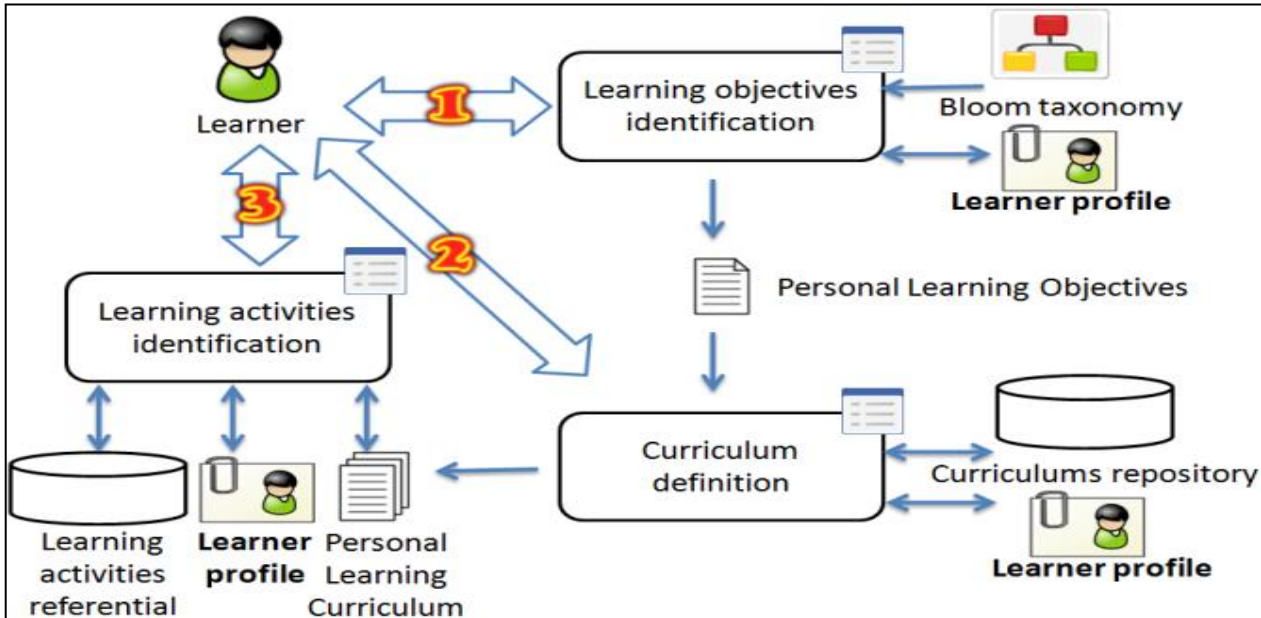 Learner
1
Learning objectives
identification
Bloom taxonomy
Learner profile
3
2
Personal Learning Objectives
Learning activities
identification
Curriculum
definition
Curriculums repository
Learner profile
Learning
activities
referential
Learner
profile
Personal
Learning
Curriculum